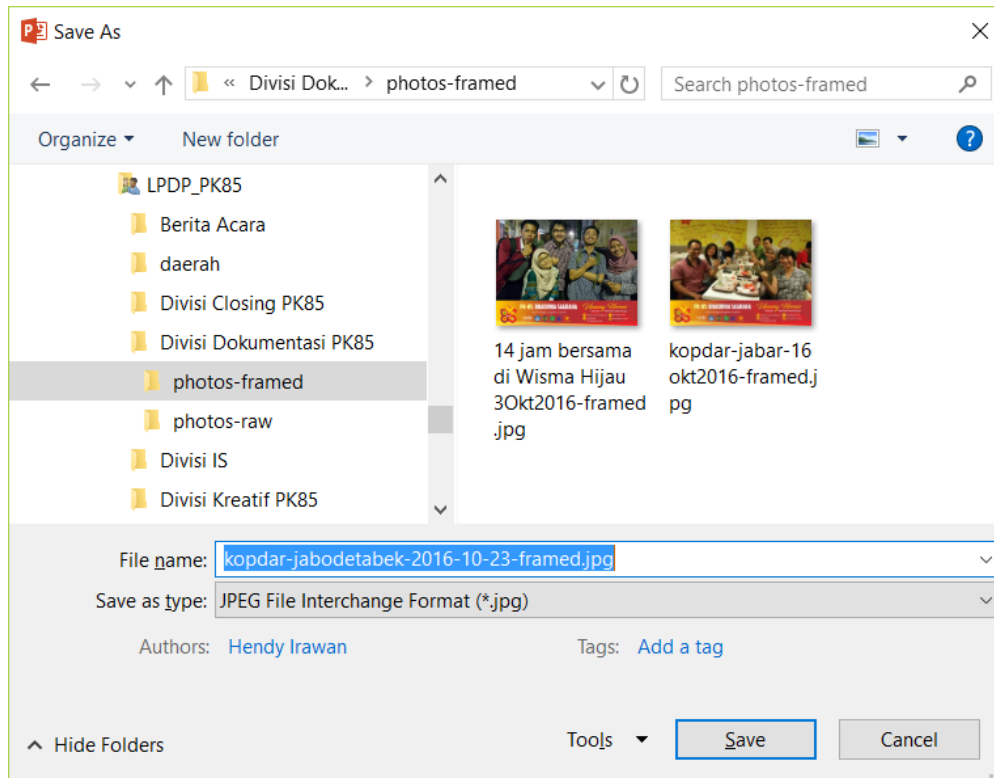 Save As
« Divisi Dok... > photos-framed
Search photos-framed
Organize
New folder
LPDP_PK85
Berita Acara
daerah
Divisi Closing PK85
Divisi Dokumentasi PK85
photos-framed
photos-raw
Divisi IS
Divisi Kreatif PK85
14 jam bersama
di Wisma Hijau
3Okt2016-framed
.jpg
kopdar-jabar-16
okt2016-framed.j
pg
File name: kopdar-jabodetabek-2016-10-23-framed.jpg
Save as type: JPEG File Interchange Format (*.jpg)
Authors: Hendy Irawan
Tags: Add a tag
Hide Folders
Tools
Save
Cancel